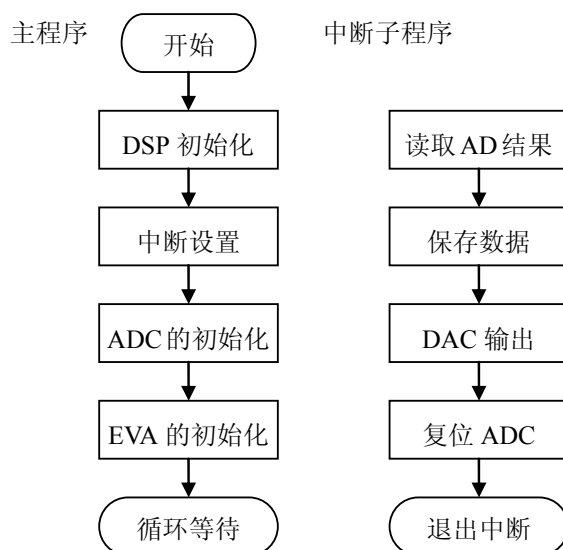 主程序
开始
DSP 初始化
中断设置
ADC 的初始化
EVA 的初始化
循环等待
中断子程序
读取 AD 结果
保存数据
DAC 输出
复位 ADC
退出中断